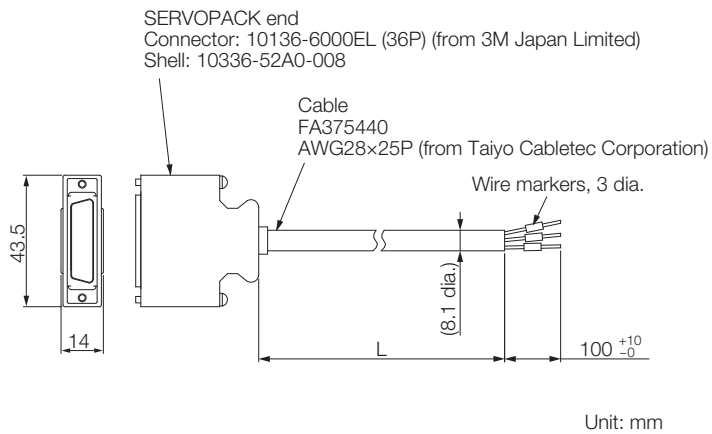 SERVOPACK end
Connector: 10136-6000EL (36P) (from 3M Japan Limited)
Shell: 10336-52A0-008
Cable
FA375440
AWG28×25P (from Taiyo Cabletec Corporation)
Wire markers, 3 dia.
43.5
14
(8.1 dia.)
L
100 +10 −0
Unit: mm